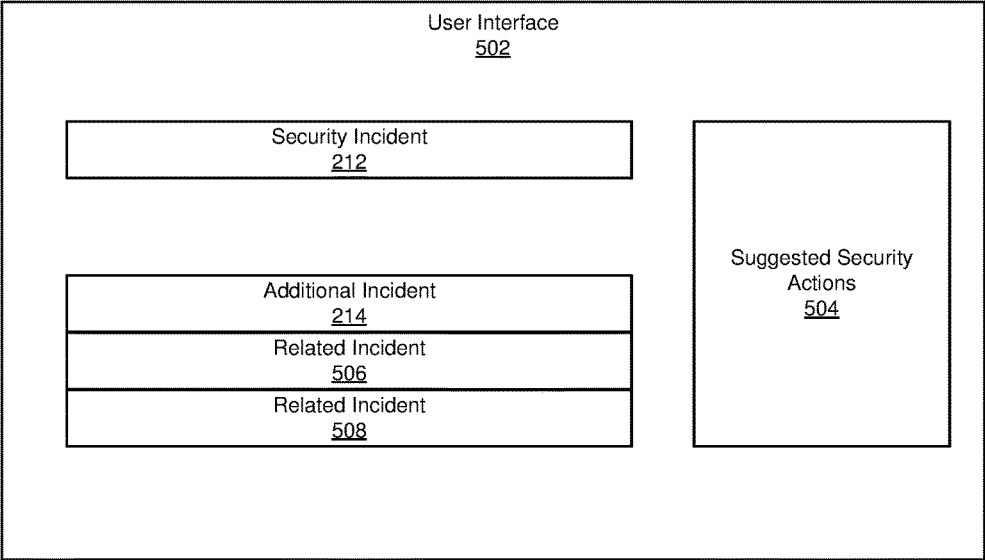 User Interface
502
Security Incident
212
Additional Incident
214
Related Incident
506
Related Incident
508
Suggested Security
Actions
504